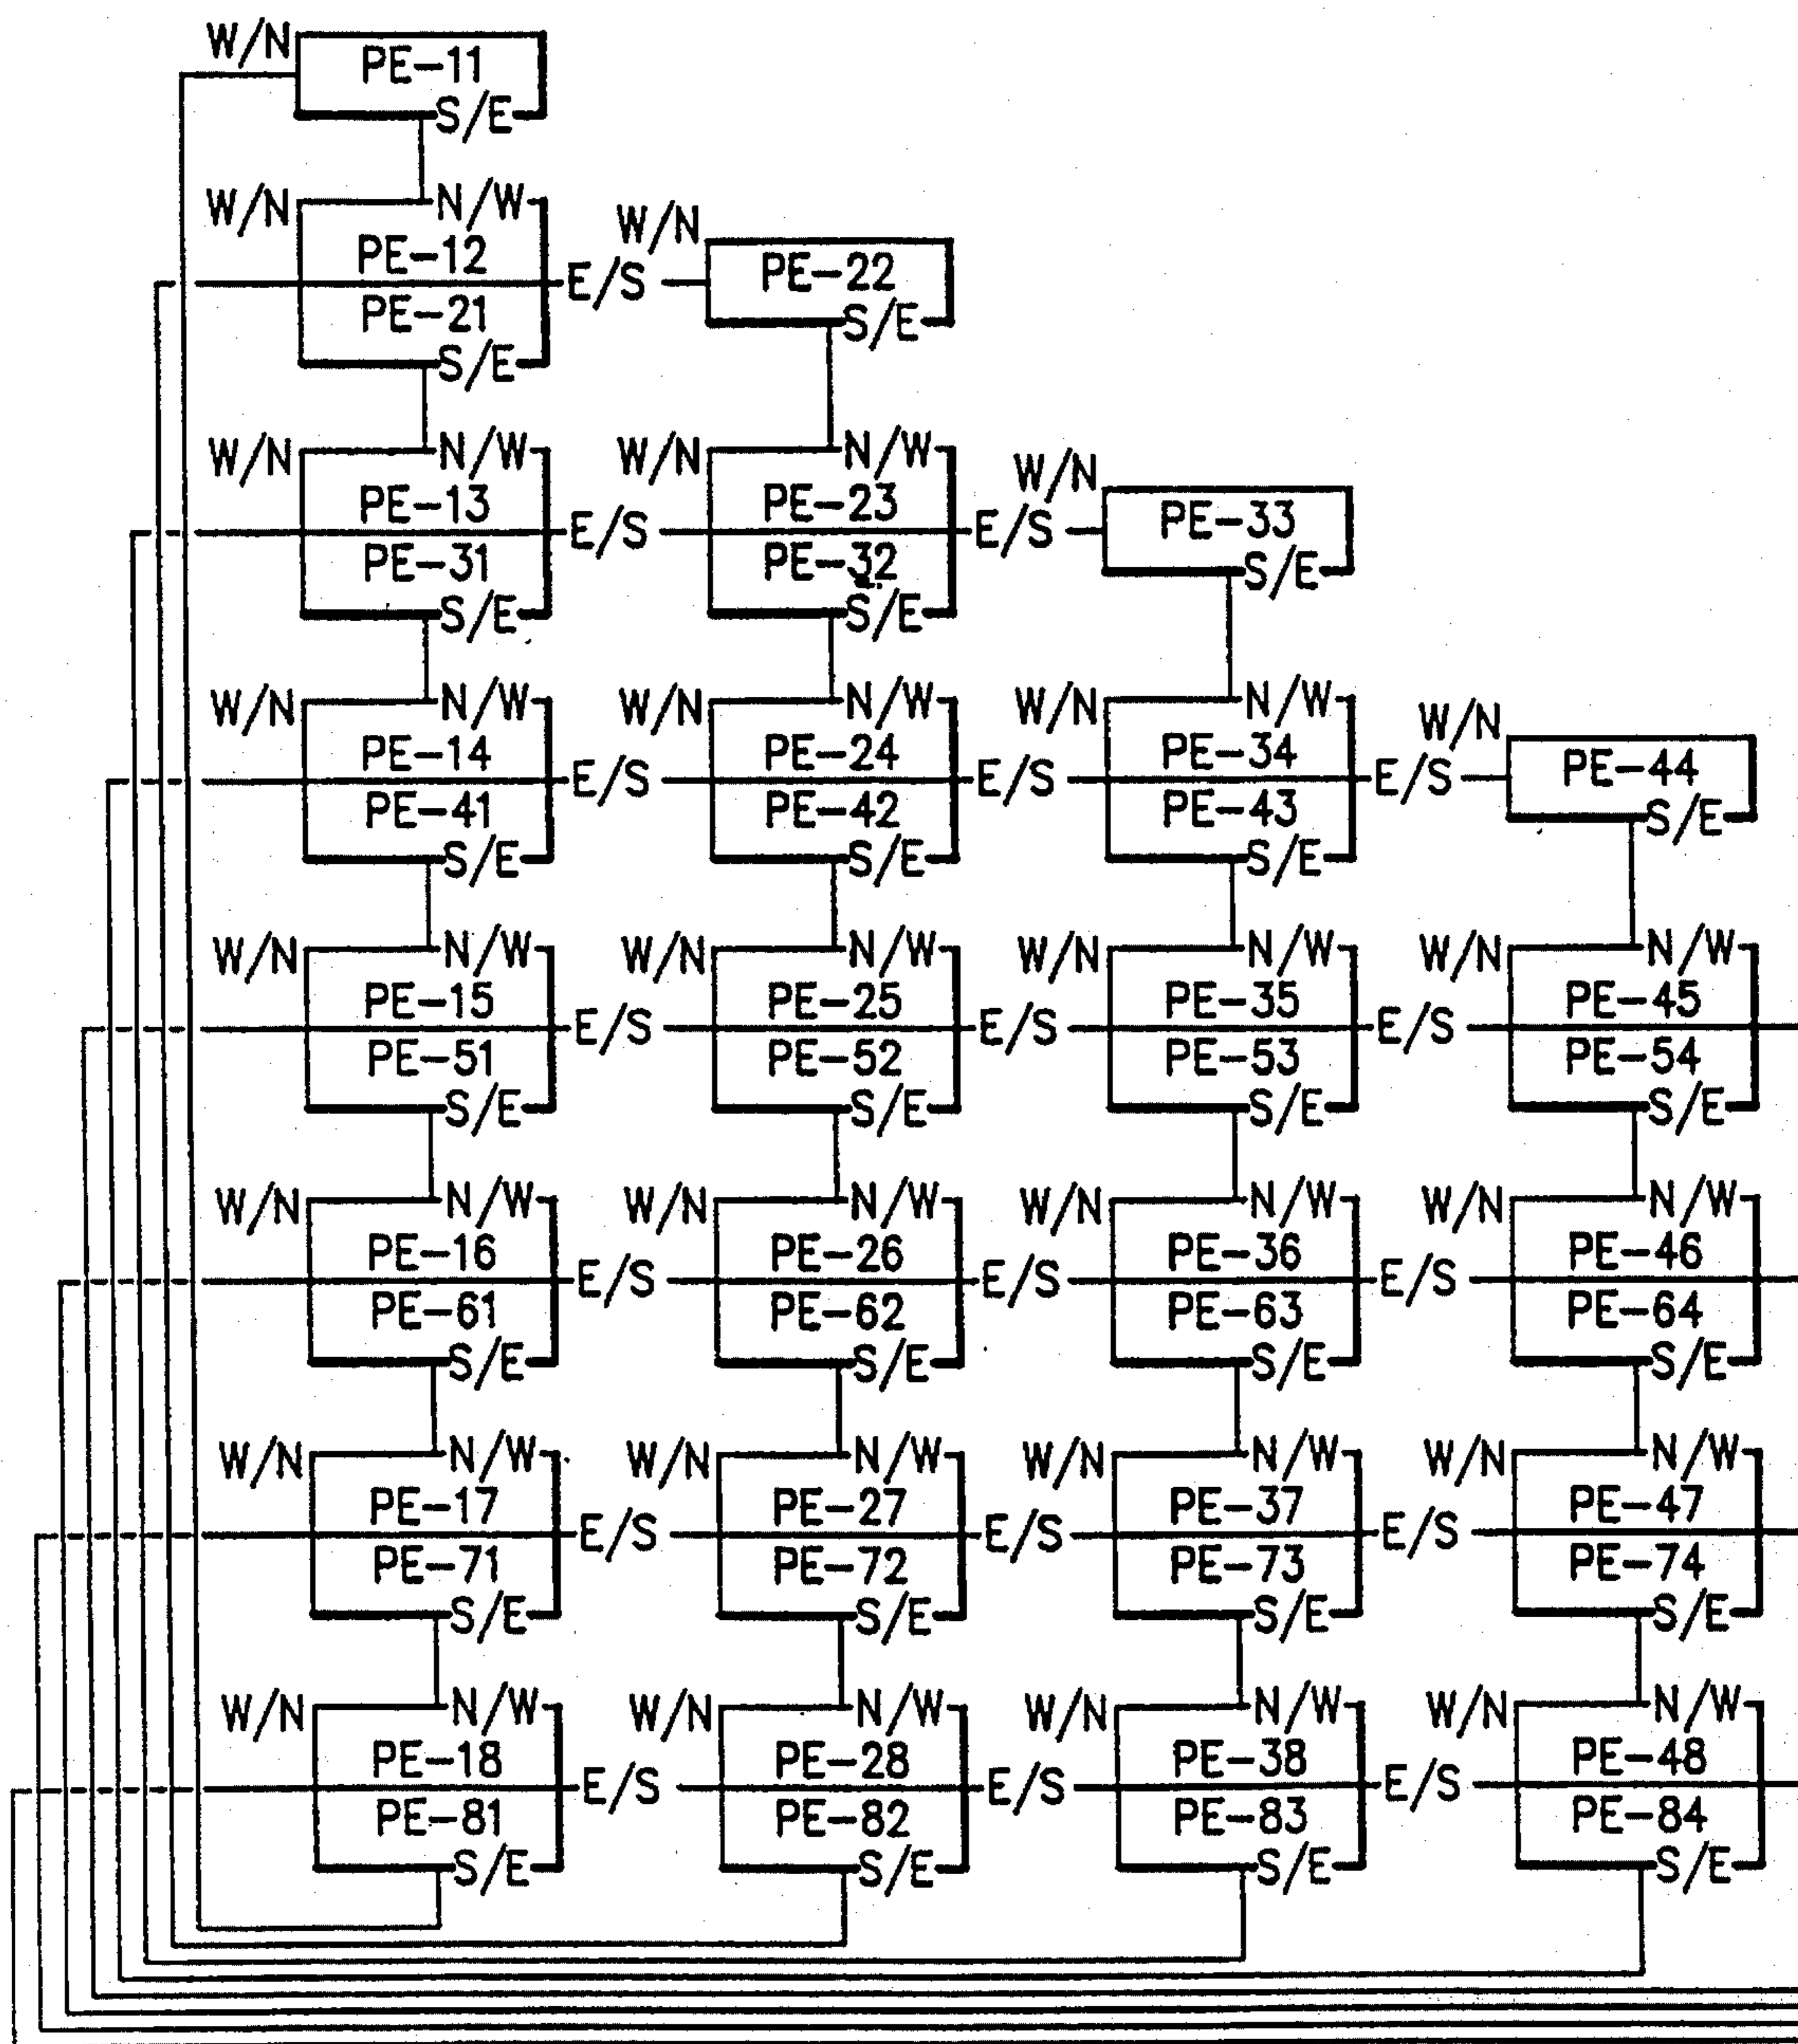 W/N PE-11
S/E
W/N N/W W/N
PE-12 E/S PE-22
PE-21 S/E
S/E
W/N N/W W/N N/W W/N
PE-13 E/S PE-23 E/S PE-33
PE-31 PE-32 S/E
S/E S/E
W/N N/W W/N N/W W/N N/W W/N
PE-14 E/S PE-24 E/S PE-34 E/S PE-44
PE-41 PE-42 PE-43 S/E
S/E S/E S/E
W/N N/W W/N N/W W/N N/W W/N N/W
PE-15 E/S PE-25 E/S PE-35 E/S PE-45
PE-51 PE-52 PE-53 PE-54
S/E S/E S/E S/E
W/N N/W W/N N/W W/N N/W W/N N/W
PE-16 E/S PE-26 E/S PE-36 E/S PE-46
PE-61 PE-62 PE-63 PE-64
S/E S/E S/E S/E
W/N N/W W/N N/W W/N N/W W/N N/W
PE-17 E/S PE-27 E/S PE-37 E/S PE-47
PE-71 PE-72 PE-73 PE-74
S/E S/E S/E S/E
W/N N/W W/N N/W W/N N/W W/N N/W
PE-18 E/S PE-28 E/S PE-38 E/S PE-48
PE-81 PE-82 PE-83 PE-84
S/E S/E S/E S/E